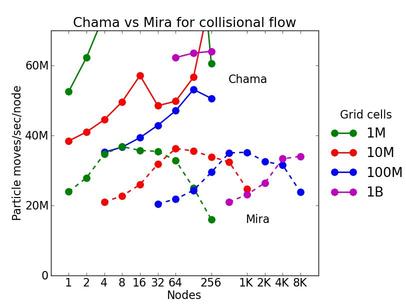 Chama vs Mira for collisional flow
Particle moves/sec/node
60M
40M
20M
0
Chama
Mira
1 2 4 8 16 32 64 256 1K 2K 4K 8K
Nodes
Grid cells
1M
10M
100M
1B